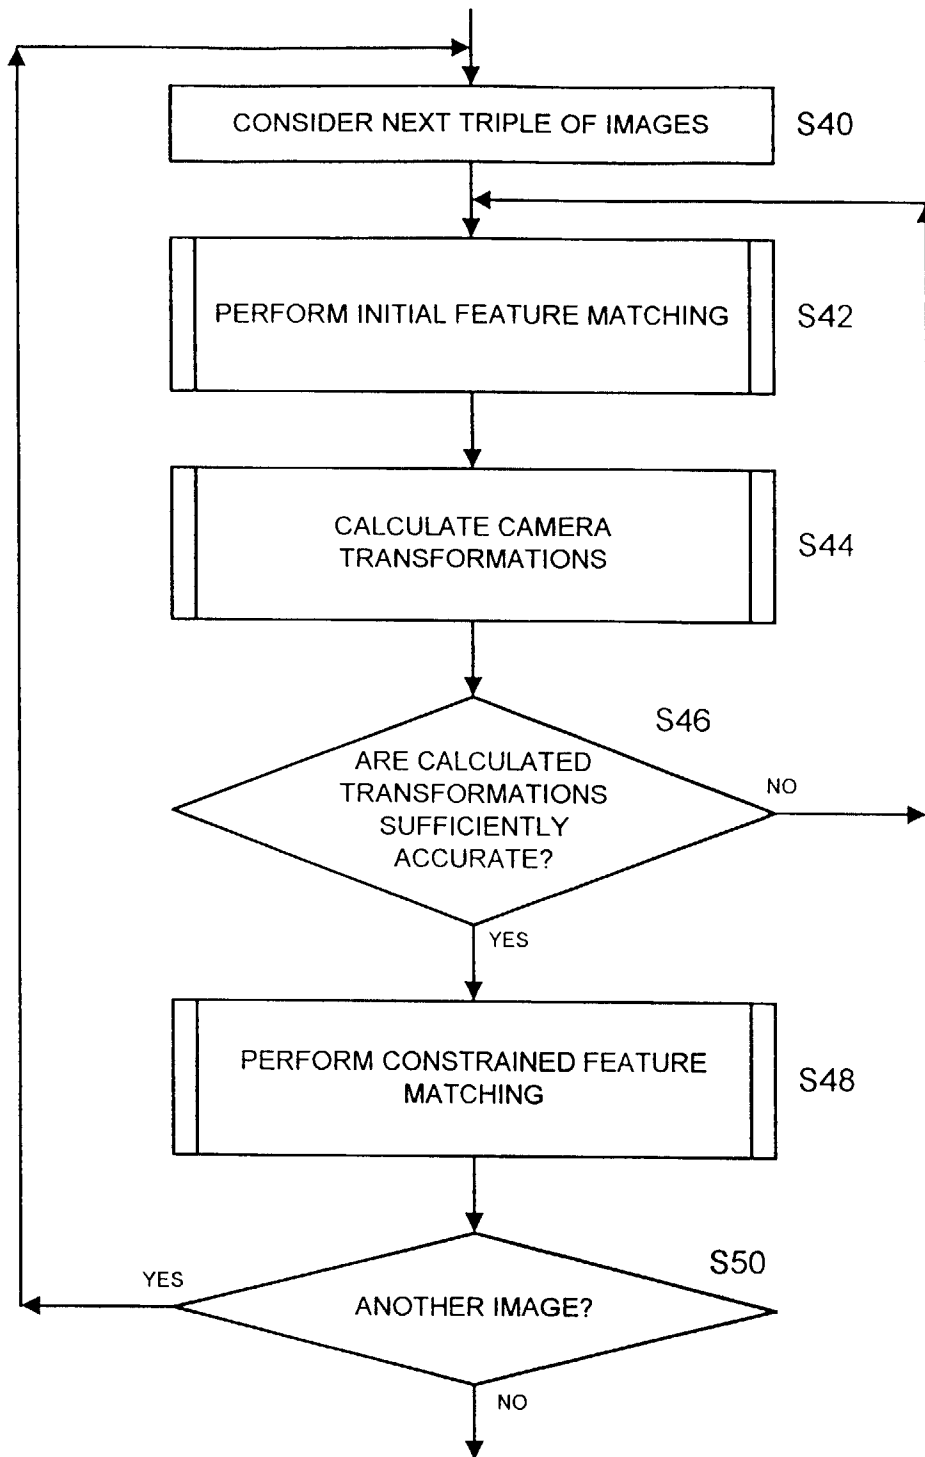 CONSIDER NEXT TRIPLE OF IMAGES
S40
PERFORM INITIAL FEATURE MATCHING
S42
CALCULATE CAMERA
TRANSFORMATIONS
S44
S46
ARE CALCULATED
TRANSFORMATIONS
SUFFICIENTLY
ACCURATE?
NO
YES
PERFORM CONSTRAINED FEATURE
MATCHING
S48
S50
YES
ANOTHER IMAGE?
NO